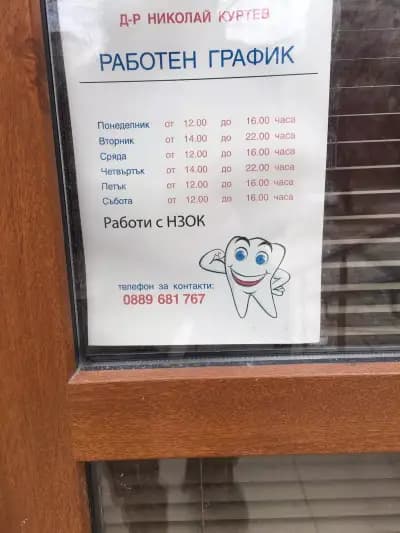 Д-Р НИКОЛАЙ КУРТЕВ
РАБОТЕН ГРАФИК
Понеделник от 12.00 до 16.00 часа
Вторник от 14.00 до 22.00 часа
Сряда от 12.00 до 16.00 часа
Четвъртък от 14.00 до 22.00 часа
Петък от 12.00 до 16.00 часа
Събота от 12.00 до 16.00 часа
Работи с НЗОК
телефон за контакти:
0889 681 767